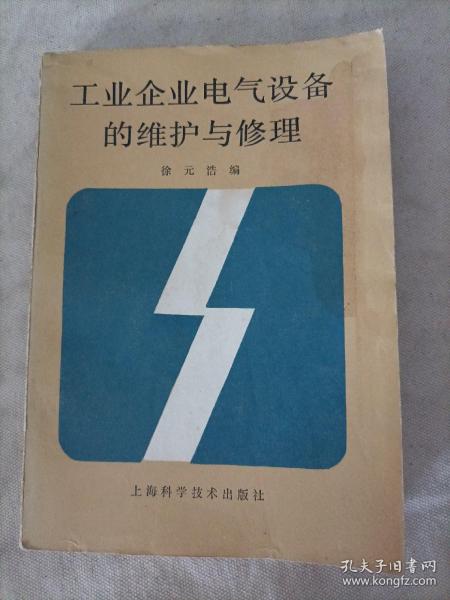 工业企业电气设备
的维护与修理
徐元浩 编
上海科学技术出版社
孔夫子旧书网
www.kongfz.com